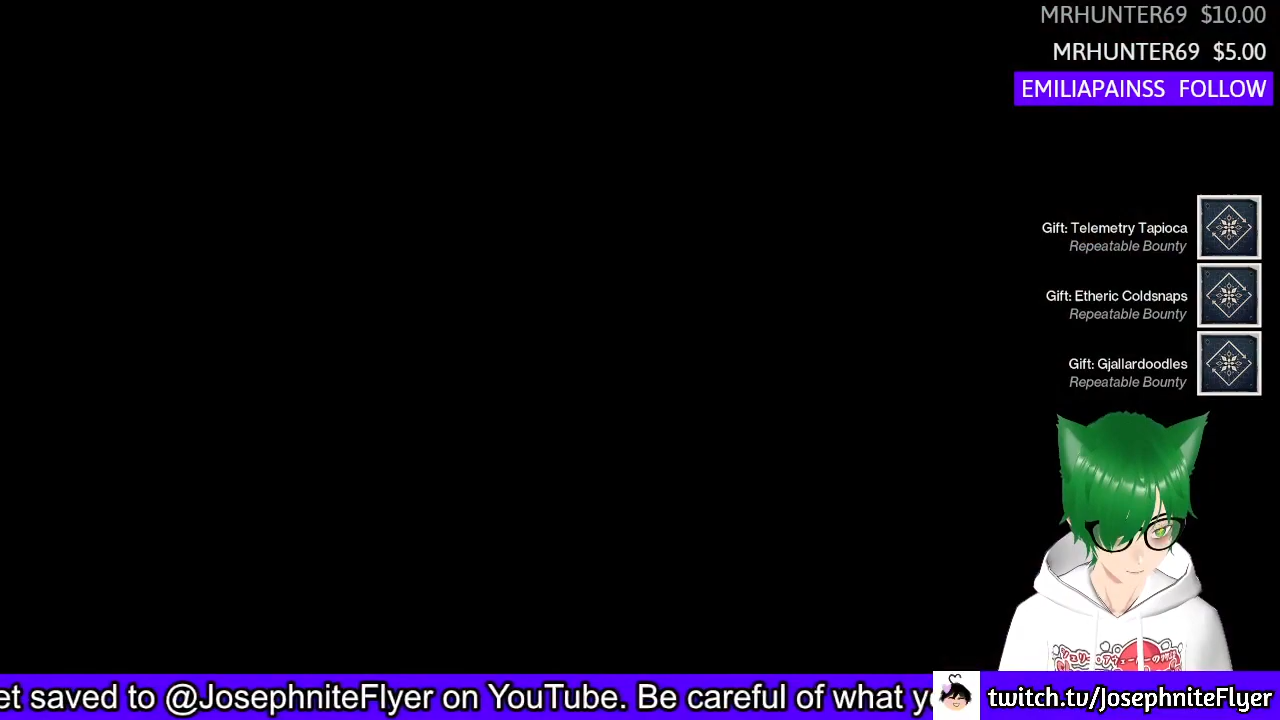 MRHUNTER69 $10.00
MRHUNTER69 $5.00
EMILIAPAINSS FOLLOW
Gift: Telemetry Tapioca
Repeatable Bounty
Gift: Etheric Coldsnaps
Repeatable Bounty
Gift: Gjallardoodles
Repeatable Bounty
et saved to @JosephniteFlyer on YouTube. Be careful of what
twitch.tv/JosephniteFlyer